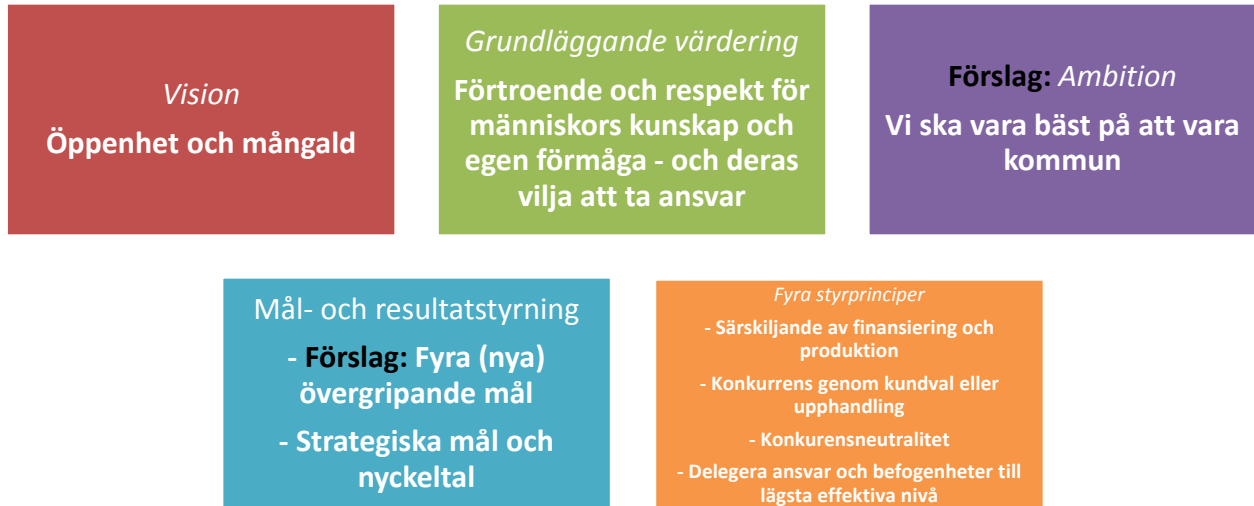 Vision
Öppenhet och mångald
Grundläggande värdering
Förtroende och respekt för
människors kunskap och
egen förmåga - och deras
vilja att ta ansvar
Förslag: Ambition
Vi ska vara bäst på att vara
kommun
Mål- och resultatstyrning
- Förslag: Fyra (nya)
övergripande mål
- Strategiska mål och
nyckeltal
Fyra styrprinciper
- Särskiljande av finansiering och
produktion
- Konkurrens genom kundval eller
upphandling
- Konkurensneutralitet
- Delegera ansvar och befogenheter till
lägsta effektiva nivå